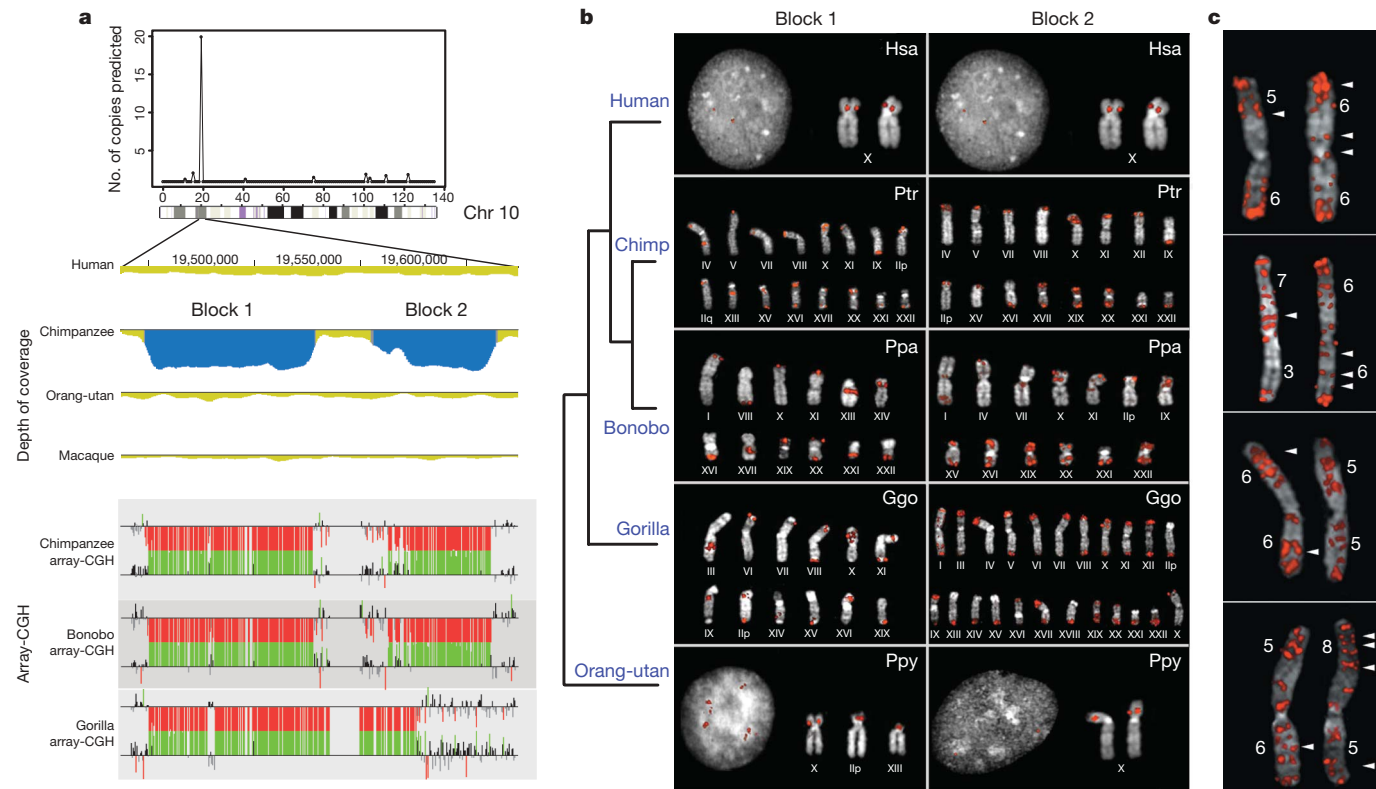 a
No. of copies predicted
20
15
10
5
0 20 40 60 80 100 120 140
Chr 10
Human
19,500,000 19,550,000 19,600,000
Block 1 Block 2
Depth of coverage
Chimpanzee
Orang-utan
Macaque
Array-CGH
Chimpanzee
array-CGH
Bonobo
array-CGH
Gorilla
array-CGH
b
Block 1 Block 2
Human
Chimp
Bonobo
Gorilla
Orang-utan
Hsa
X
Hsa
X
Ptr
IV V VII VIII X XI IX IIp
IIq XIII XV XVI XVII XX XXI XXII
Ptr
IV V VII VIII X XI XII IX
IIp XV XVI XVII XIX XX XXI XXII
Ppa
I VIII X XI XIII XIV
XVI XVII XIX XX XXI XXII
Ppa
I IV VII X XI IIp IX
XV XVI XIX XX XXI XXII
Ggo
III VI VII VIII X XI
IX IIp XIV XV XVI XIX
Ggo
I III IV V VI VII VIII X XI XII IIp
IX XIII XIV XV XVI XVII XVIII XIX XX XXI XXII X
Ppy
X IIp XIII
Ppy
X
c
5 6
6 6
7 6
3 6
6 5
6 5
5 8
6 5